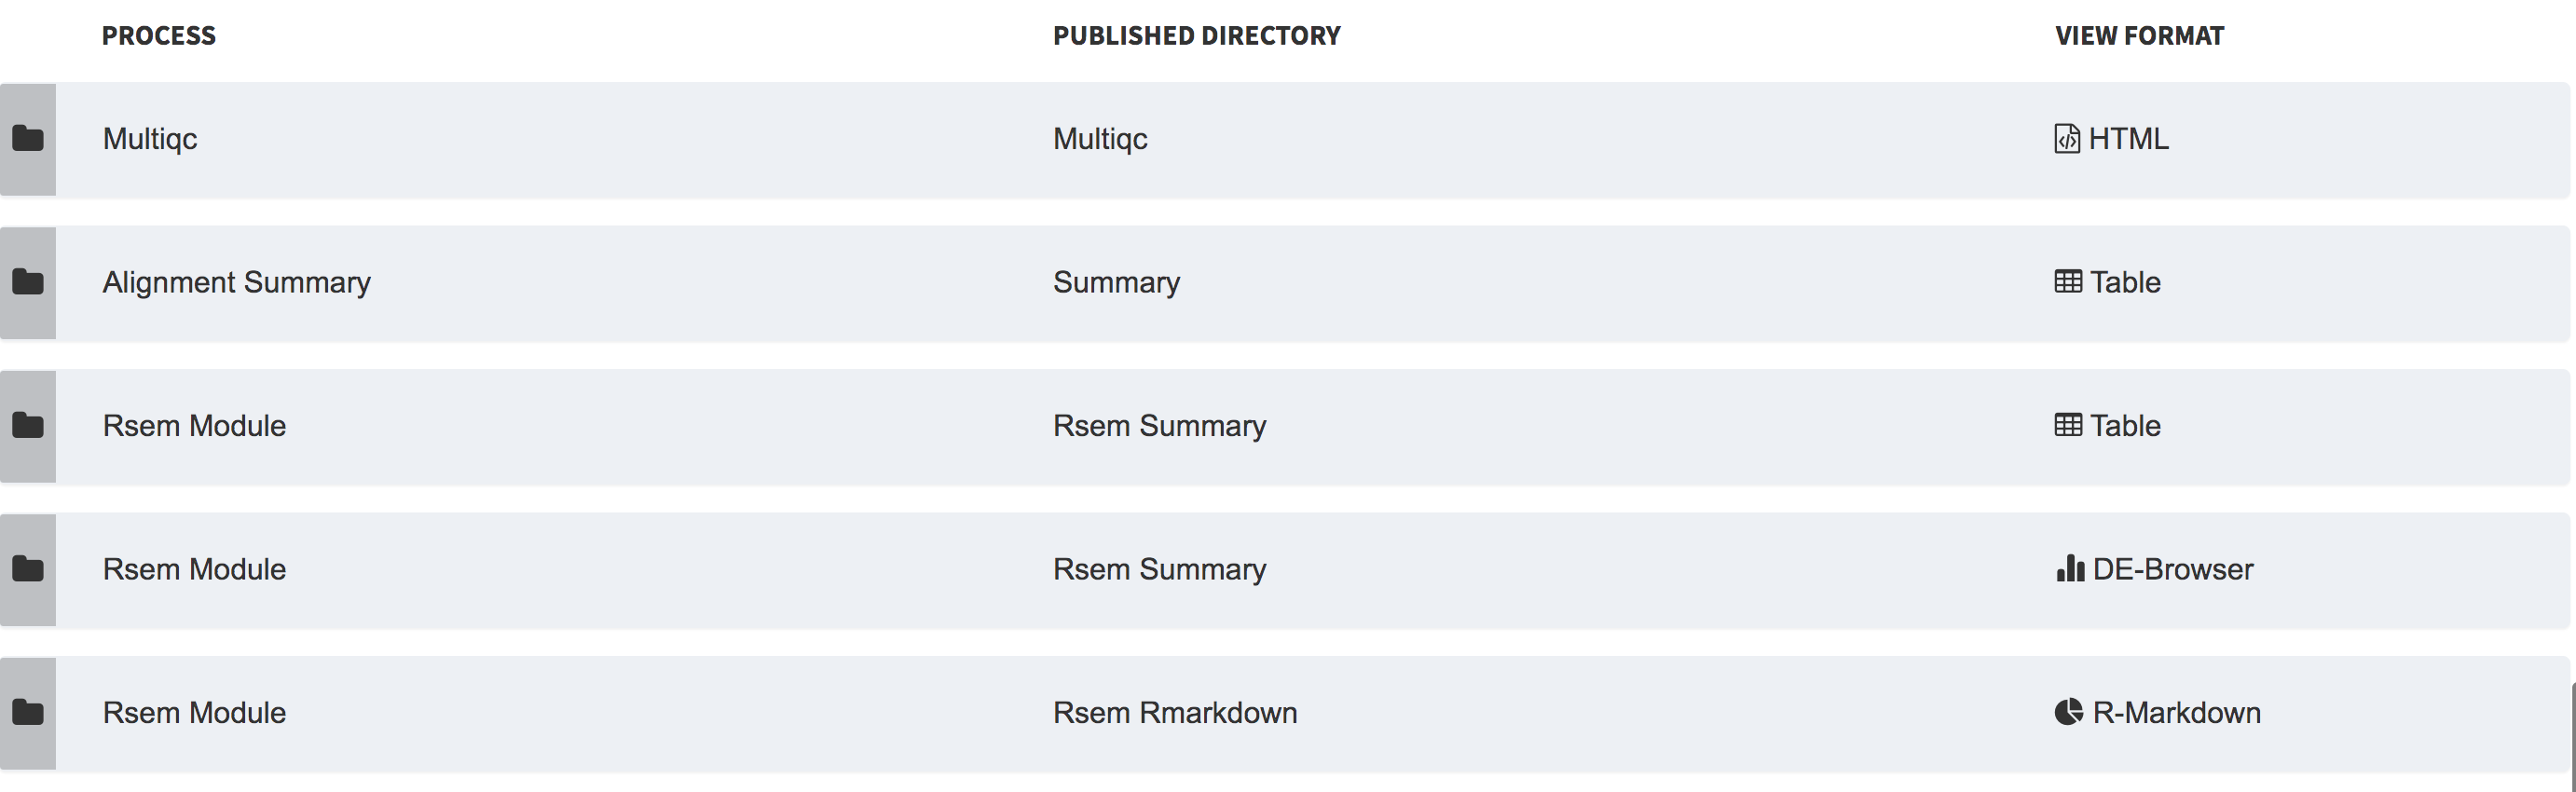 PROCESS PUBLISHED DIRECTORY VIEW FORMAT
Multiqc Multiqc HTML
Alignment Summary Summary Table
Rsem Module Rsem Summary Table
Rsem Module Rsem Summary DE-Browser
Rsem Module Rsem Rmarkdown R-Markdown